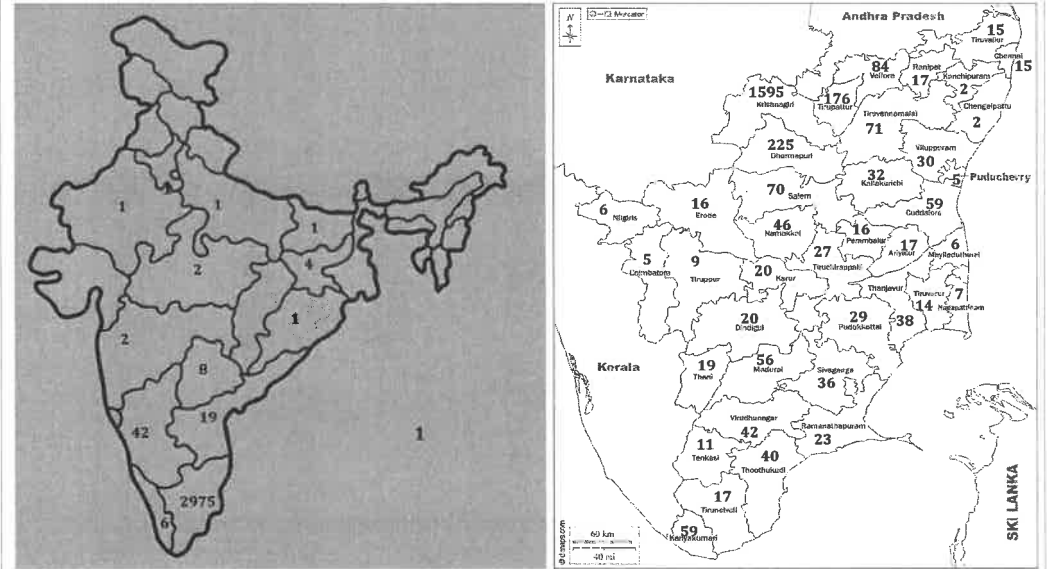 1
1
1
2
4
1
2
8
19
42
1
2975
6
N
Mercator
Andhra Pradesh
Karnataka
15
Tiruvallur
Chennai
15
84
Vellore
Ranipet
17
Kanchipuram
2
1595
Krishnagiri
176
Tirupattur
Chengalpattu
2
Tiruvannamalai
71
225
Dharmapuri
Viluppuram
30
32
Kallakurichi
5
Puducherry
70
Salem
59
Cuddalore
6
Nilgiris
16
Erode
46
Namakkal
16
Perambalur
17
Ariyalur
6
Mayiladuthurai
27
Tiruchirappalli
5
Coimbatore
9
Tiruppur
20
Karur
Thanjavur
38
Tiruvarur
14
7
Nagapattinam
20
Dindigul
29
Pudukkottai
Kerala
19
Theni
56
Madurai
Sivaganga
36
Virudhunagar
42
Ramanathapuram
23
11
Tenkasi
40
Thoothukudi
17
Tirunelveli
59
Kanyakumari
SKI LANKA
60 km
40 mi
© d-maps.com